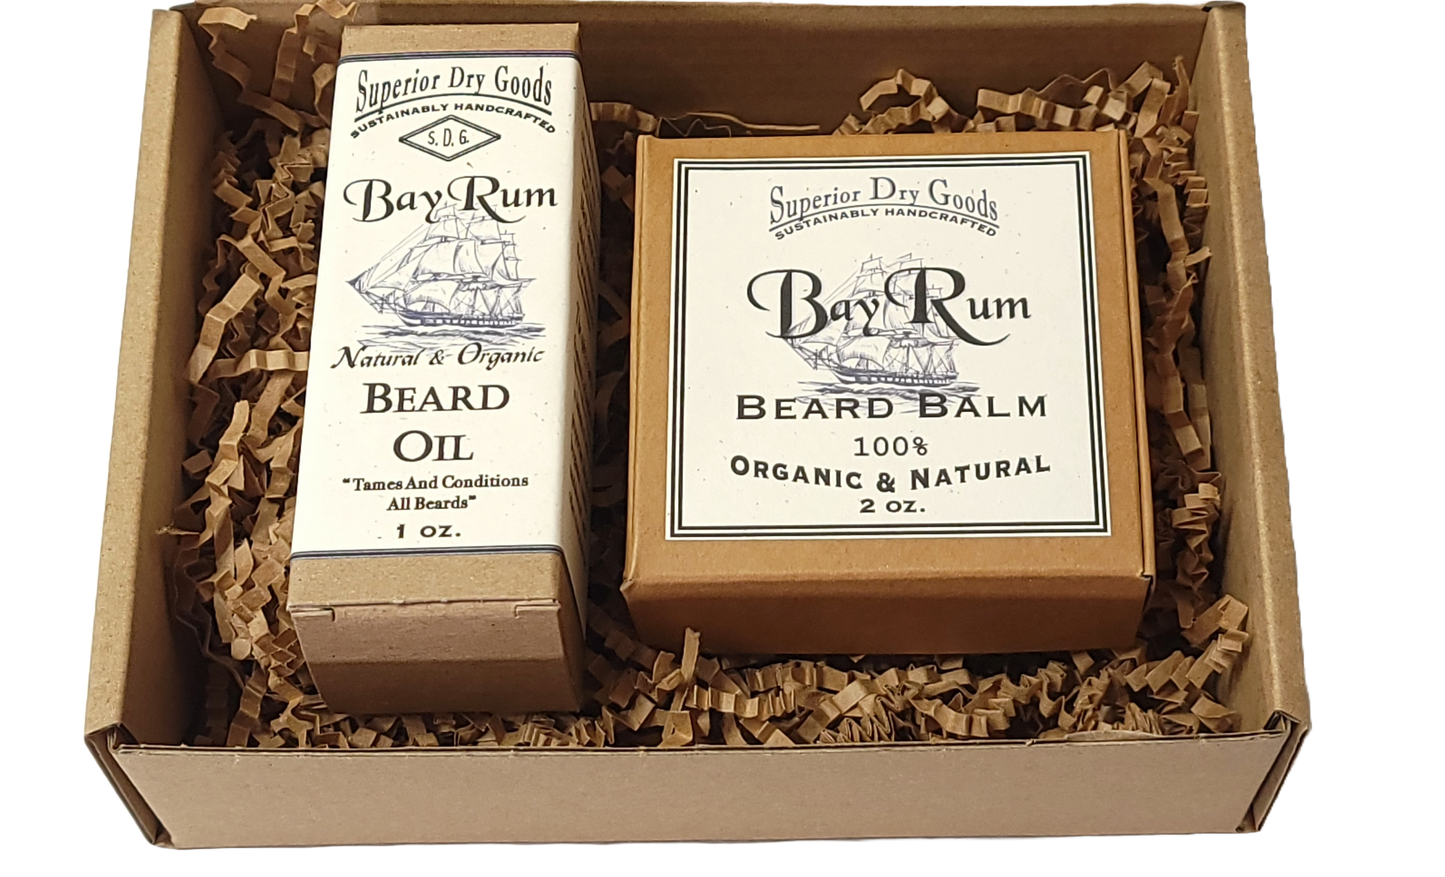 Superior Dry Goods
SUSTAINABLY HANDCRAFTED
S. D. G.
Bay Rum
Natural & Organic
BEARD
OIL
“Tames And Conditions
All Beards”
1 oz.
Superior Dry Goods
SUSTAINABLY HANDCRAFTED
Bay Rum
BEARD BALM
100%
ORGANIC & NATURAL
2 oz.